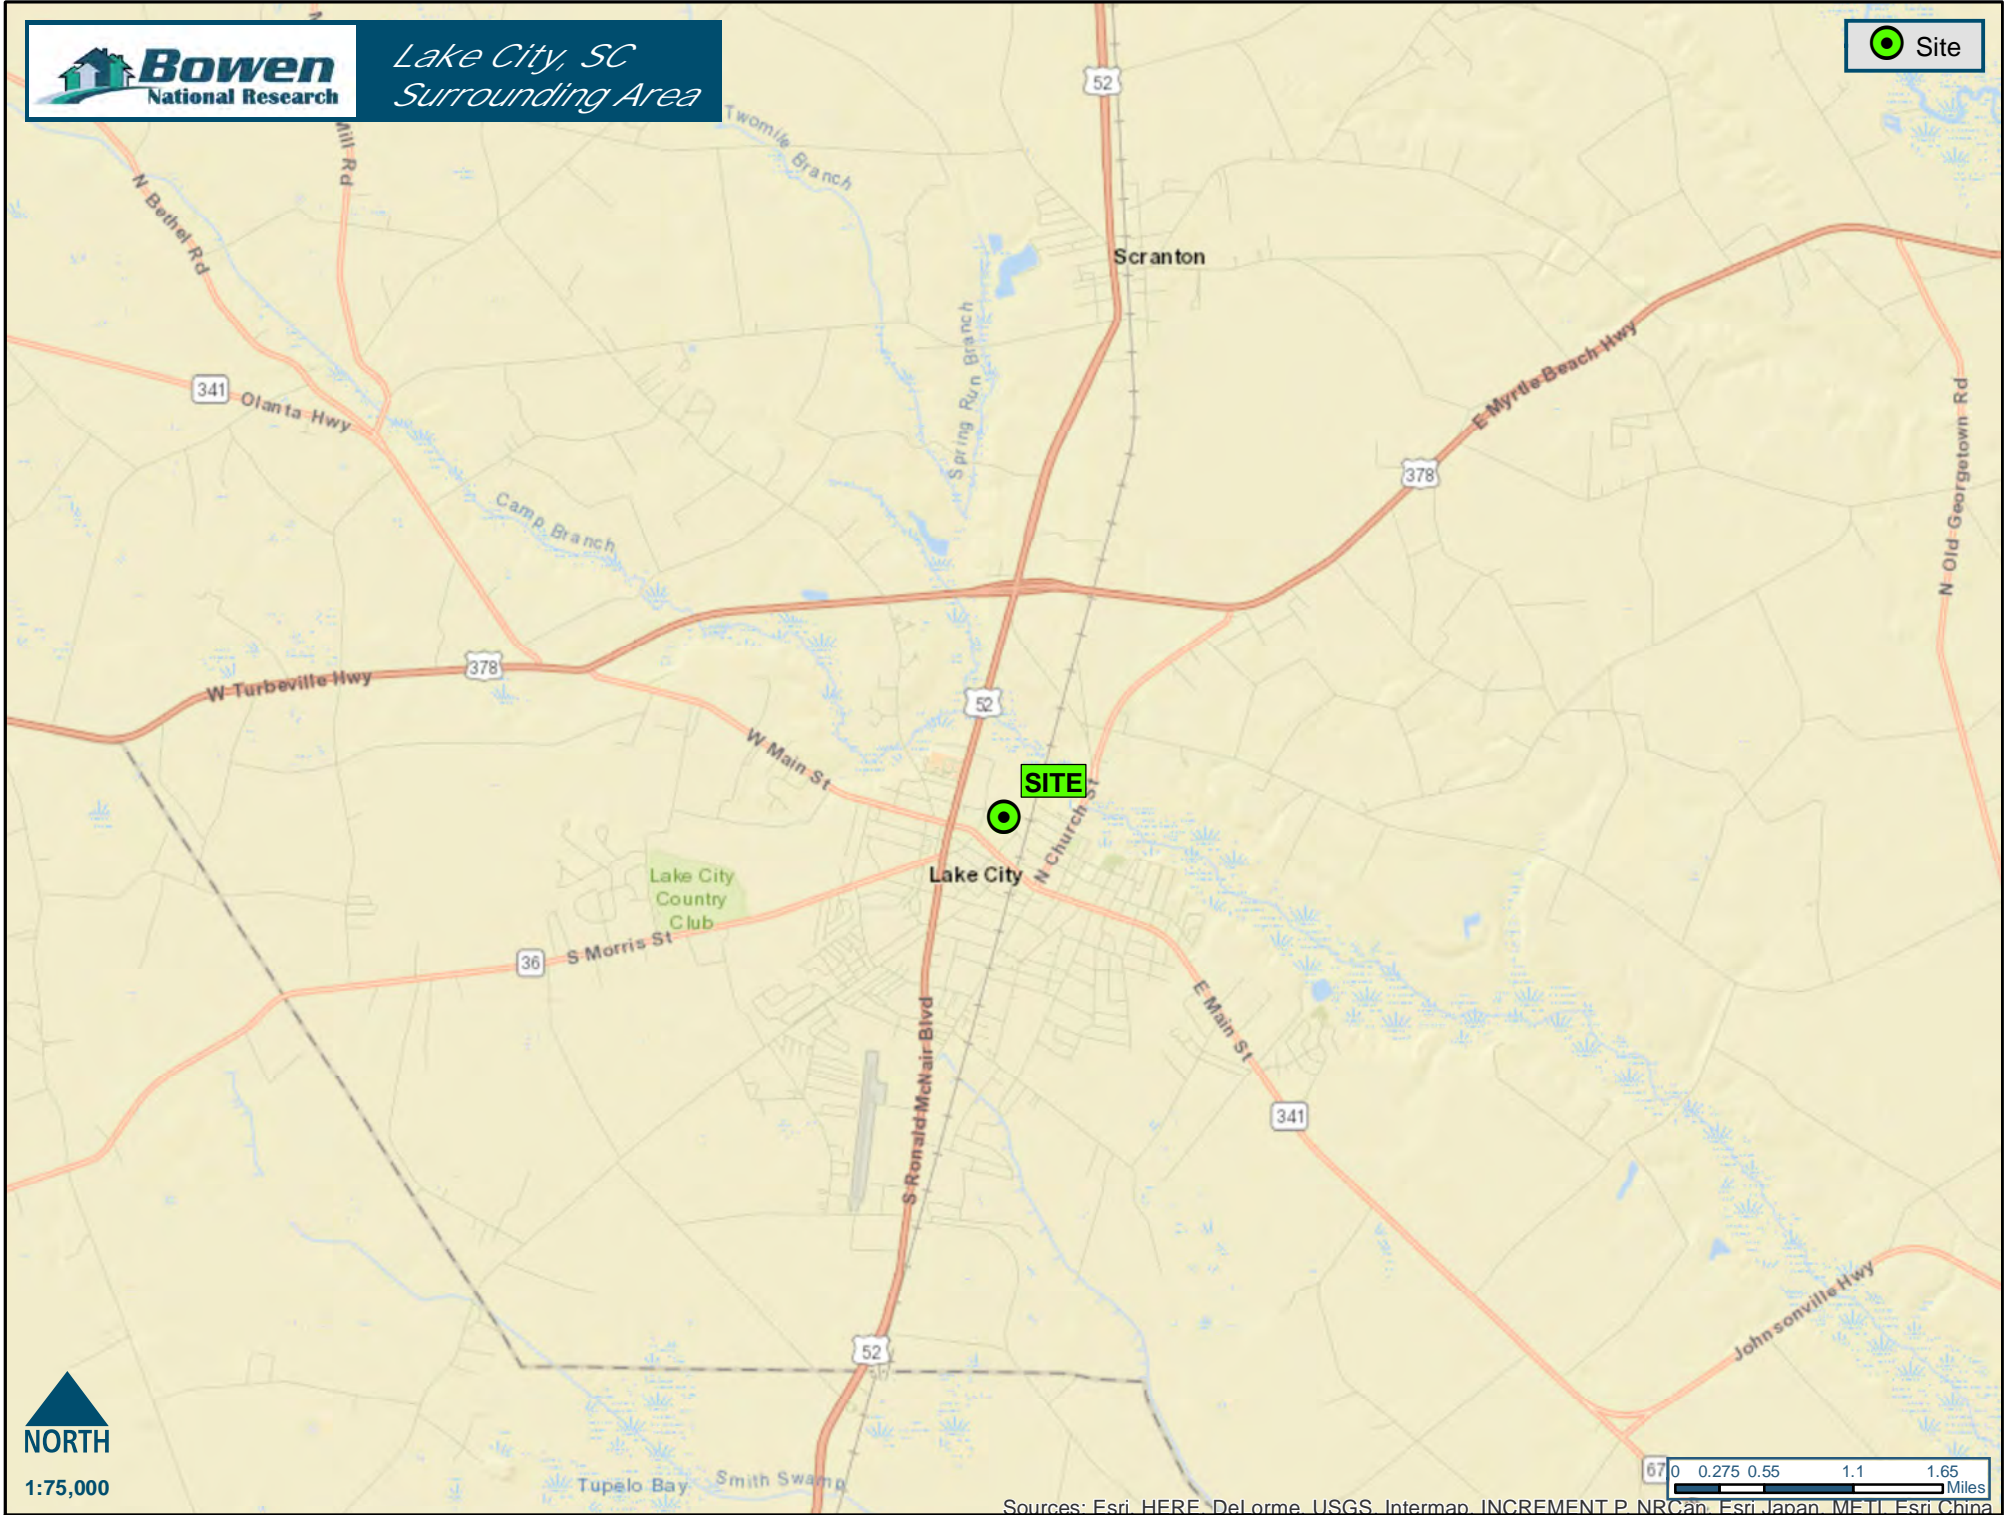 Bowen
National Research
Lake City, SC
Surrounding Area
Site
52
Twomile Branch
Mill Rd
N Bethel Rd
Scranton
Spring Run Branch
E Myrtle Beach Hwy
341
Olanta Hwy
N Old Georgetown Rd
378
Camp Branch
378
W Turbeville Hwy
52
W Main St
SITE
N Church St
Lake City
Lake City
Country
Club
36
S Morris St
E Main St
S Ronald McNair Blvd
341
Johnsonville Hwy
52
NORTH
1:75,000
Tupelo Bay
Smith Swamp
67
0 0.275 0.55 1.1 1.65
Miles
Sources: Esri, HERE, DeLorme, USGS, Intermap, INCREMENT P, NRCan, Esri Japan, METI, Esri China